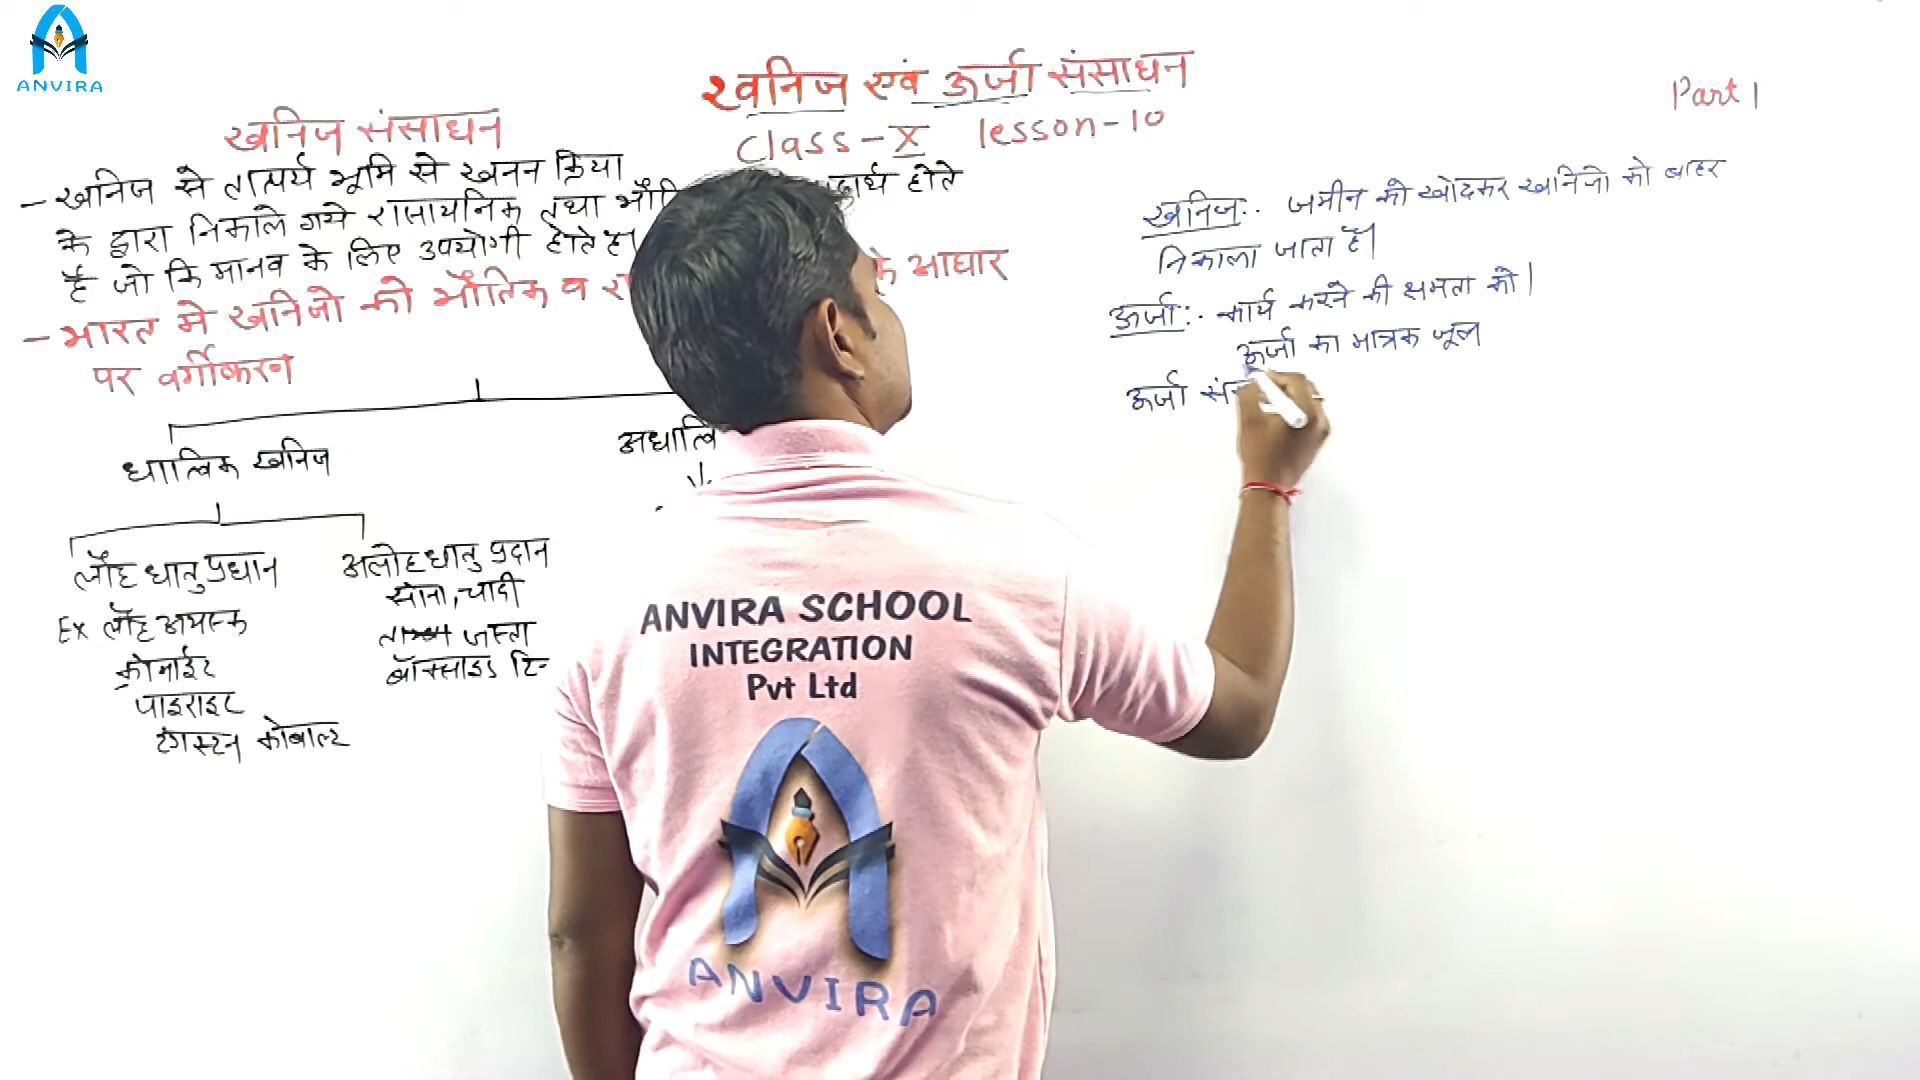 ANVIRA
खनिज एवं ऊर्जा संसाधन
Class - X lesson - 10
Part 1
खनिज संसाधन
- खनिज से तात्पर्य भूमि से खनन क्रिया
के द्वारा निकाले गये रासायनिक तथा होते
है जो कि मानव के लिए उपयोगी होते है।
- भारत मे खनिजो को भौतिक व के आधार
पर वर्गीकरण
धात्विक खनिज
लौह धातु प्रधान
Ex लौह अयस्क
क्रोमाईट
पाइराइट
टंगस्टन कोबाल्ट
अलौह धातु प्रदान
सोना, चादी
जस्ता
बॉक्साइड
खनिज:- जमीन को खोदकर खनिजो को बाहर
निकाला जाता है।
ऊर्जा:- कार्य करने की क्षमता को।
ऊर्जा का मात्रक जूल
ऊर्जा
ANVIRA SCHOOL
INTEGRATION
Pvt Ltd
ANVIRA